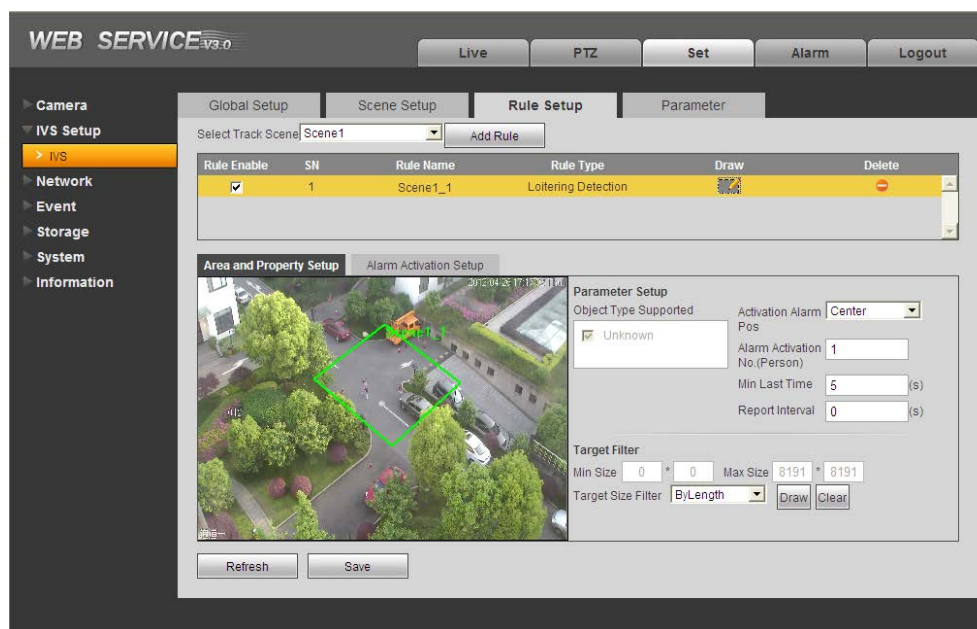 WEB SERVICE V3.0
Live PTZ Set Alarm Logout
Camera
IVS Setup
> IVS
Network
Event
Storage
System
Information
Global Setup Scene Setup Rule Setup Parameter
Select Track Scene Scene1 Add Rule
Rule Enable SN Rule Name Rule Type Draw Delete
1 Scene1_1 Loitering Detection
Area and Property Setup Alarm Activation Setup
Scene1_1
Parameter Setup
Object Type Supported
Unknown
Activation Alarm Pos Center
Alarm Activation No.(Person) 1
Min Last Time 5 (s)
Report Interval 0 (s)
Target Filter
Min Size 0 * 0 Max Size 8191 * 8191
Target Size Filter ByLength Draw Clear
Refresh Save